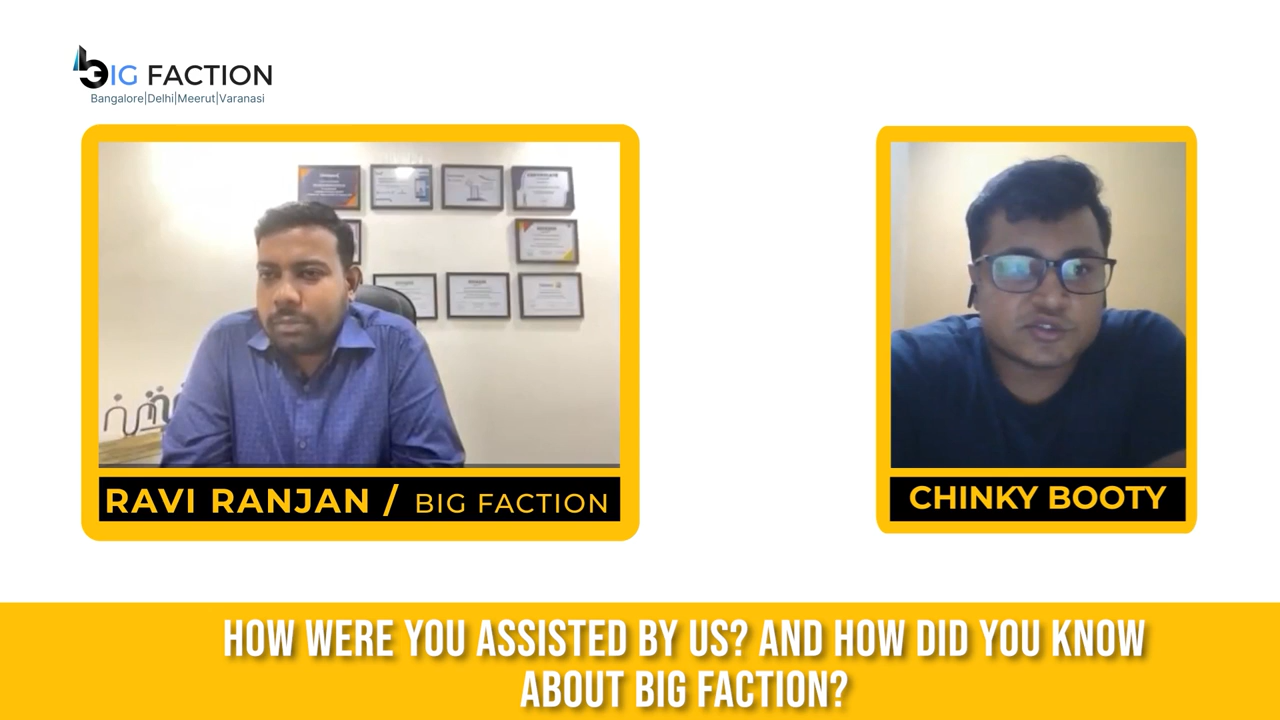 BIG FACTION
Bangalore|Delhi|Meerut|Varanasi
RAVI RANJAN / BIG FACTION
CHINKY BOOTY
HOW WERE YOU ASSISTED BY US? AND HOW DID YOU KNOW
ABOUT BIG FACTION?